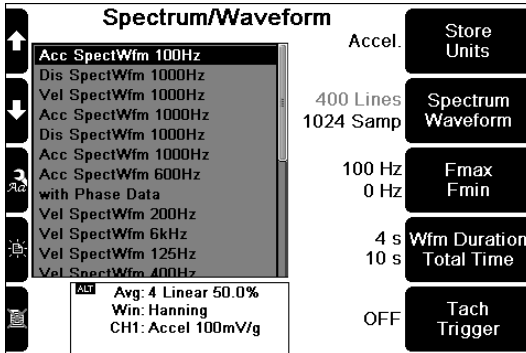 Spectrum/Waveform
Acc SpectWfm 100Hz
Dis SpectWfm 1000Hz
Vel SpectWfm 1000Hz
Acc SpectWfm 1000Hz
Dis SpectWfm 1000Hz
Acc SpectWfm 1000Hz
Acc SpectWfm 600Hz
with Phase Data
Vel SpectWfm 200Hz
Vel SpectWfm 6kHz
Vel SpectWfm 125Hz
Vel SpectWfm 400Hz
ALT
Avg: 4 Linear 50.0%
Win: Hanning
CH1: Accel 100mV/g
Accel.
Store
Units
400 Lines
1024 Samp
Spectrum
Waveform
100 Hz
0 Hz
Fmax
Fmin
4 s
10 s
Wfm Duration
Total Time
OFF
Tach
Trigger